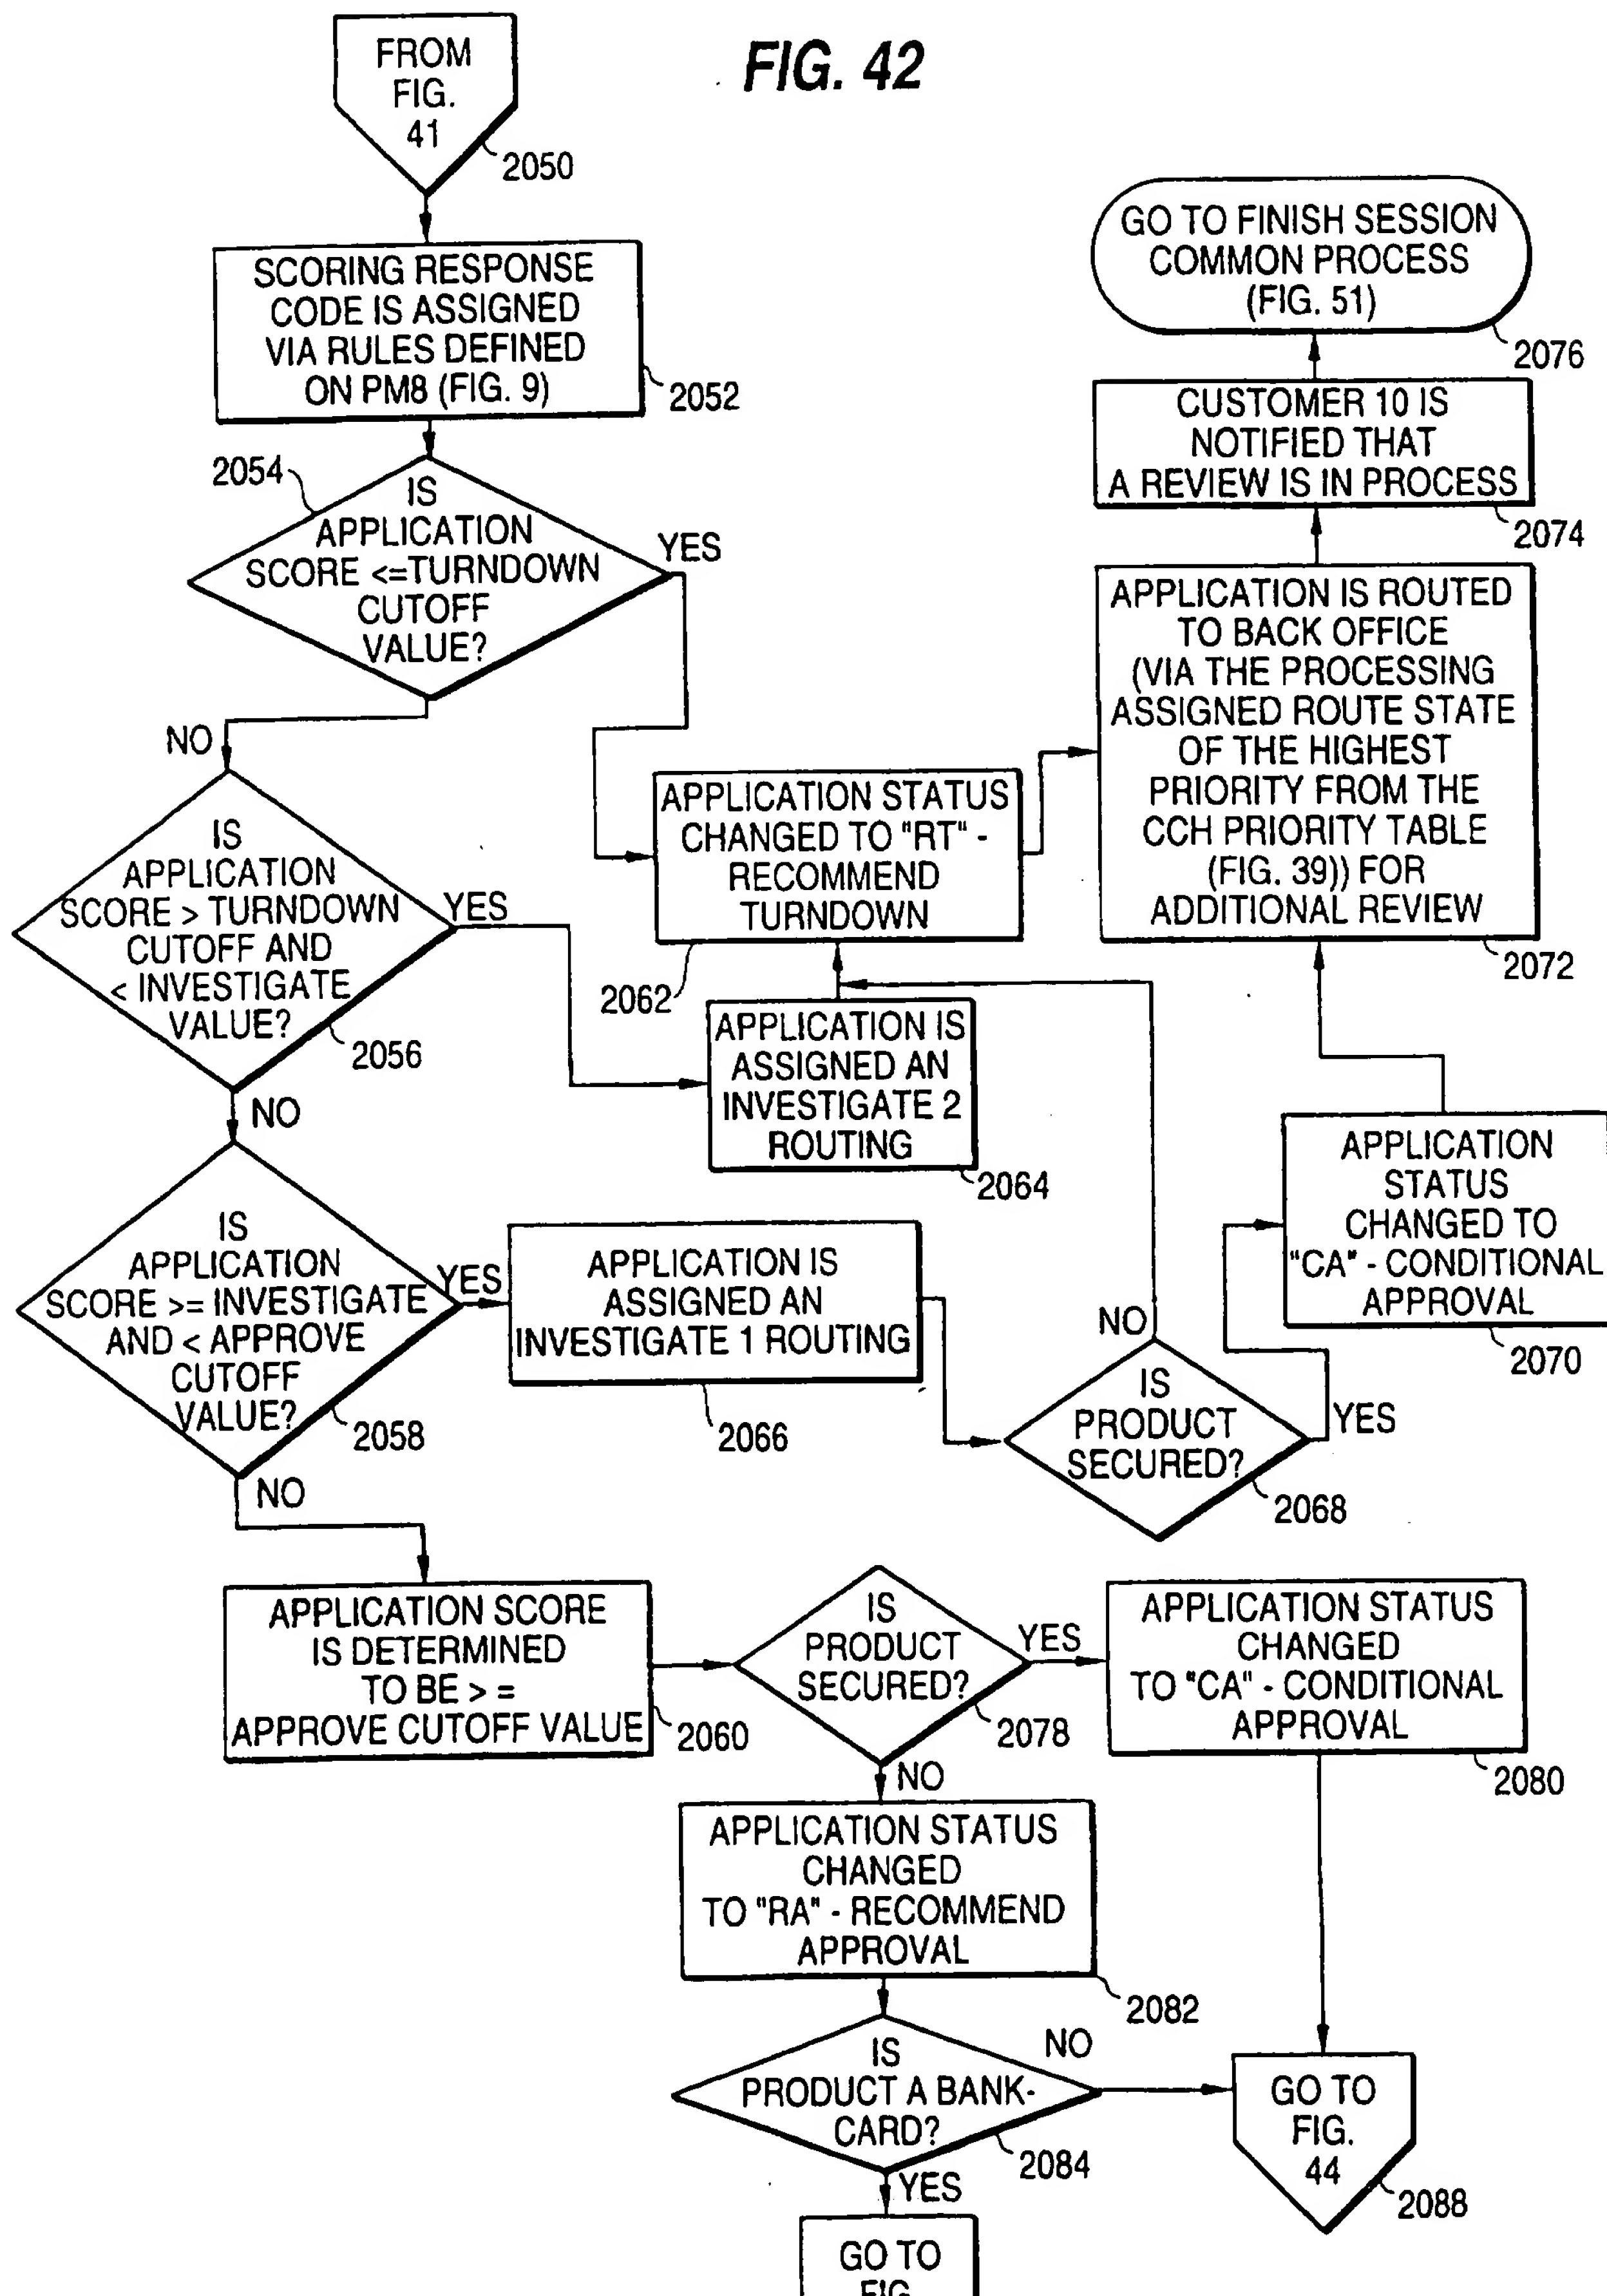 FIG. 42
FROM
FIG.
41
2050
SCORING RESPONSE
CODE IS ASSIGNED
VIA RULES DEFINED
ON PM8 (FIG. 9)
2052
2054
IS
APPLICATION
SCORE <=TURNDOWN
CUTOFF
VALUE?
YES
NO
IS
APPLICATION
SCORE > TURNDOWN
CUTOFF AND
< INVESTIGATE
VALUE?
2056
YES
NO
IS
APPLICATION
SCORE >= INVESTIGATE
AND < APPROVE
CUTOFF
VALUE?
2058
YES
NO
APPLICATION SCORE
IS DETERMINED
TO BE > =
APPROVE CUTOFF VALUE
2060
APPLICATION STATUS
CHANGED TO "RT" -
RECOMMEND
TURNDOWN
2062
APPLICATION IS
ASSIGNED AN
INVESTIGATE 2
ROUTING
2064
APPLICATION IS
ASSIGNED AN
INVESTIGATE 1 ROUTING
2066
IS
PRODUCT
SECURED?
2068
NO
YES
APPLICATION
STATUS
CHANGED TO
"CA" - CONDITIONAL
APPROVAL
2070
APPLICATION IS ROUTED
TO BACK OFFICE
(VIA THE PROCESSING
ASSIGNED ROUTE STATE
OF THE HIGHEST
PRIORITY FROM THE
CCH PRIORITY TABLE
(FIG. 39)) FOR
ADDITIONAL REVIEW
2072
CUSTOMER 10 IS
NOTIFIED THAT
A REVIEW IS IN PROCESS
2074
GO TO FINISH SESSION
COMMON PROCESS
(FIG. 51)
2076
IS
PRODUCT
SECURED?
2078
YES
NO
APPLICATION STATUS
CHANGED
TO "CA" - CONDITIONAL
APPROVAL
2080
APPLICATION STATUS
CHANGED
TO "RA" - RECOMMEND
APPROVAL
2082
IS
PRODUCT A BANK-
CARD?
2084
NO
YES
GO TO
FIG.
44
2088
GO TO
FIG.